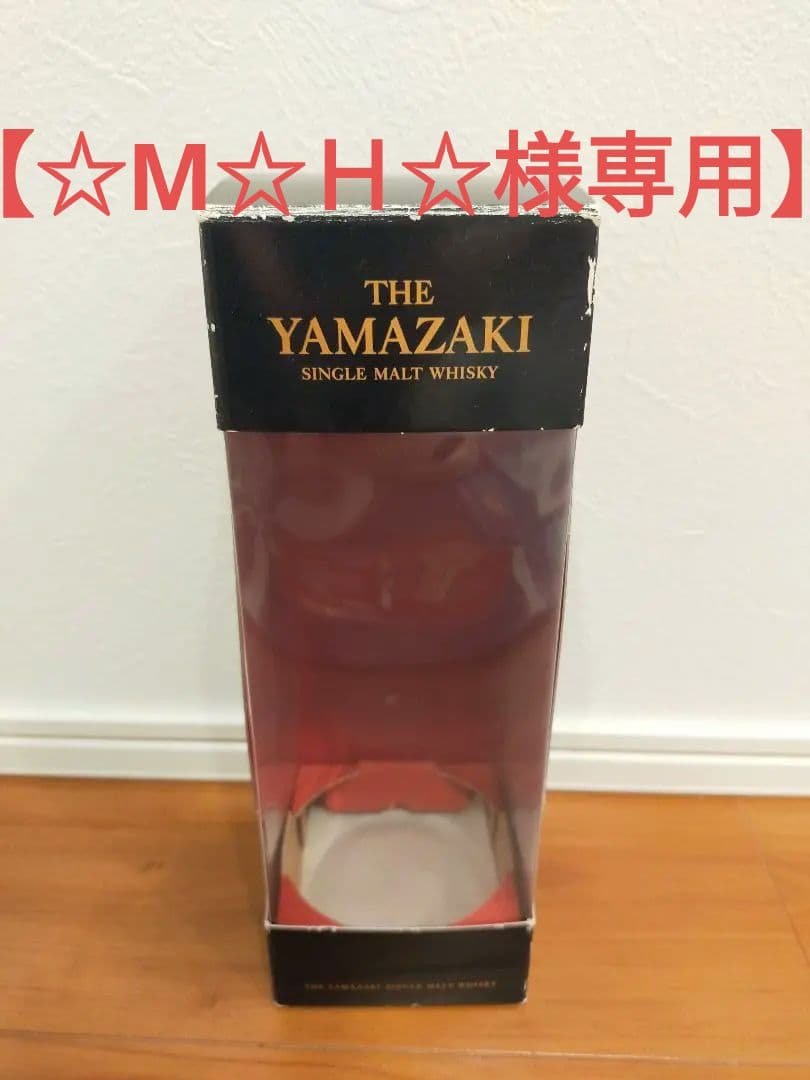 【☆M☆H☆様専用】
THE
YAMAZAKI
SINGLE MALT WHISKY
THE YAMAZAKI SINGLE MALT WHISKY